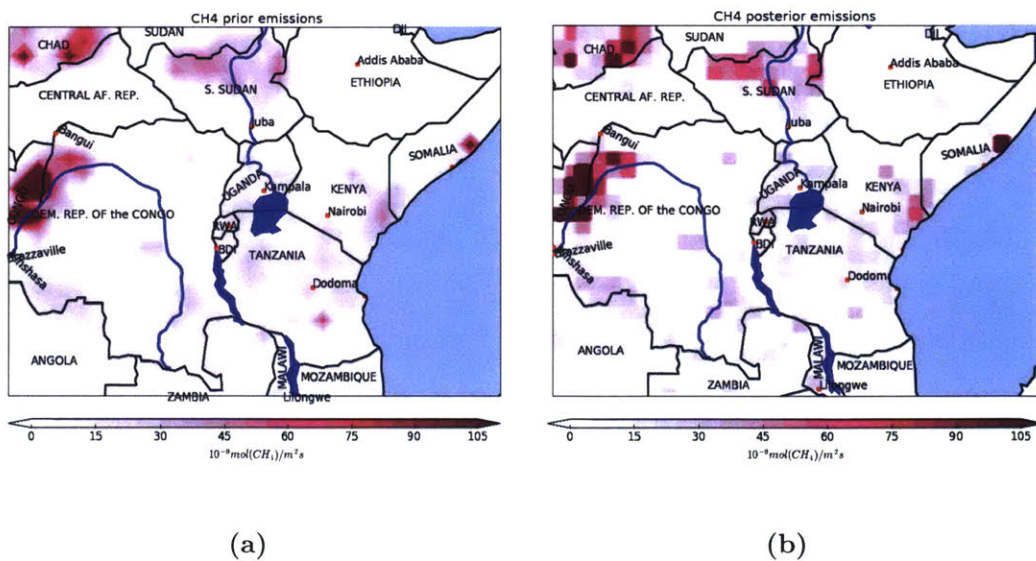 CH4 prior emissions
SUDAN
DJI.
CHAD
Addis Ababa
ETHIOPIA
CENTRAL AF. REP.
S. SUDAN
Juba
Bangui
SOMALIA
UGANDA
Kampala
KENYA
DEM. REP. OF the CONGO
Nairobi
RWA
BDI
TANZANIA
Brazzaville
Kinshasa
Dodoma
ANGOLA
MALAWI
MOZAMBIQUE
ZAMBIA
Lilongwe
0 15 30 45 60 75 90 105
10⁻⁹mol(CH₄)/m²s
(a)
CH4 posterior emissions
SUDAN
DJI.
CHAD
Addis Ababa
ETHIOPIA
CENTRAL AF. REP.
S. SUDAN
Juba
Bangui
SOMALIA
UGANDA
Kampala
KENYA
DEM. REP. OF the CONGO
Nairobi
RWA
BDI
TANZANIA
Brazzaville
Kinshasa
Dodoma
ANGOLA
MALAWI
MOZAMBIQUE
ZAMBIA
Lilongwe
0 15 30 45 60 75 90 105
10⁻⁹mol(CH₄)/m²s
(b)